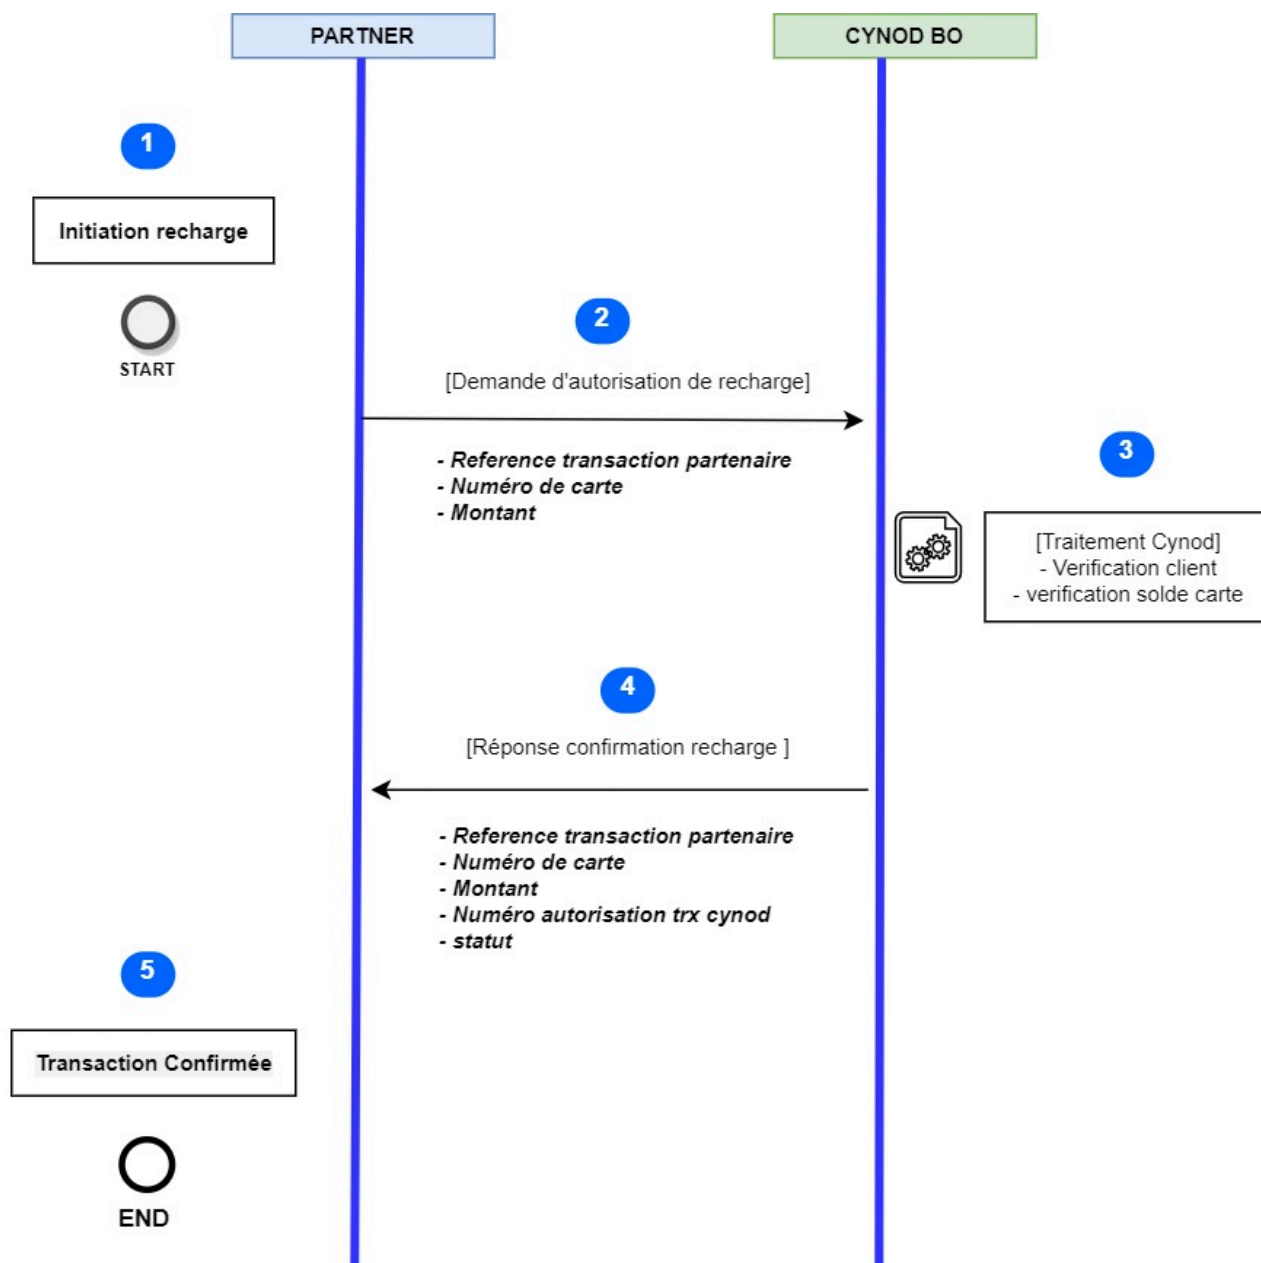 PARTNER
CYNOD BO
1
Initiation recharge
START
2
[Demande d'autorisation de recharge]
- Reference transaction partenaire
- Numéro de carte
- Montant
3
[Traitement Cynod]
- Verification client
- verification solde carte
4
[Réponse confirmation recharge ]
- Reference transaction partenaire
- Numéro de carte
- Montant
- Numéro autorisation trx cynod
- statut
5
Transaction Confirmée
END